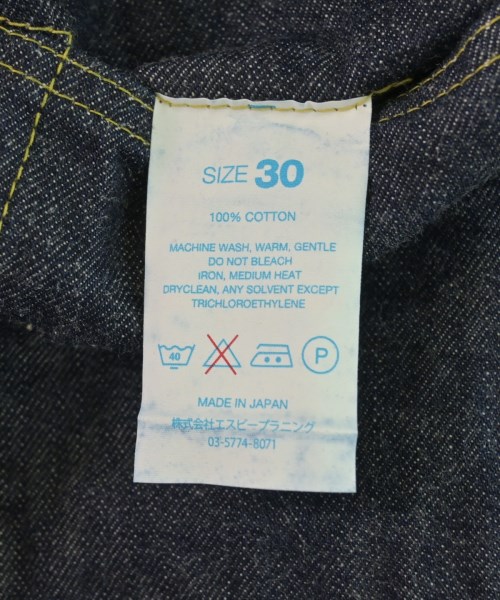 SIZE 30
100% COTTON
MACHINE WASH, WARM, GENTLE
DO NOT BLEACH
IRON, MEDIUM HEAT
DRYCLEAN, ANY SOLVENT EXCEPT
TRICHLOROETHYLENE
40 P
MADE IN JAPAN
株式会社エスピープラニング
03-5774-8071